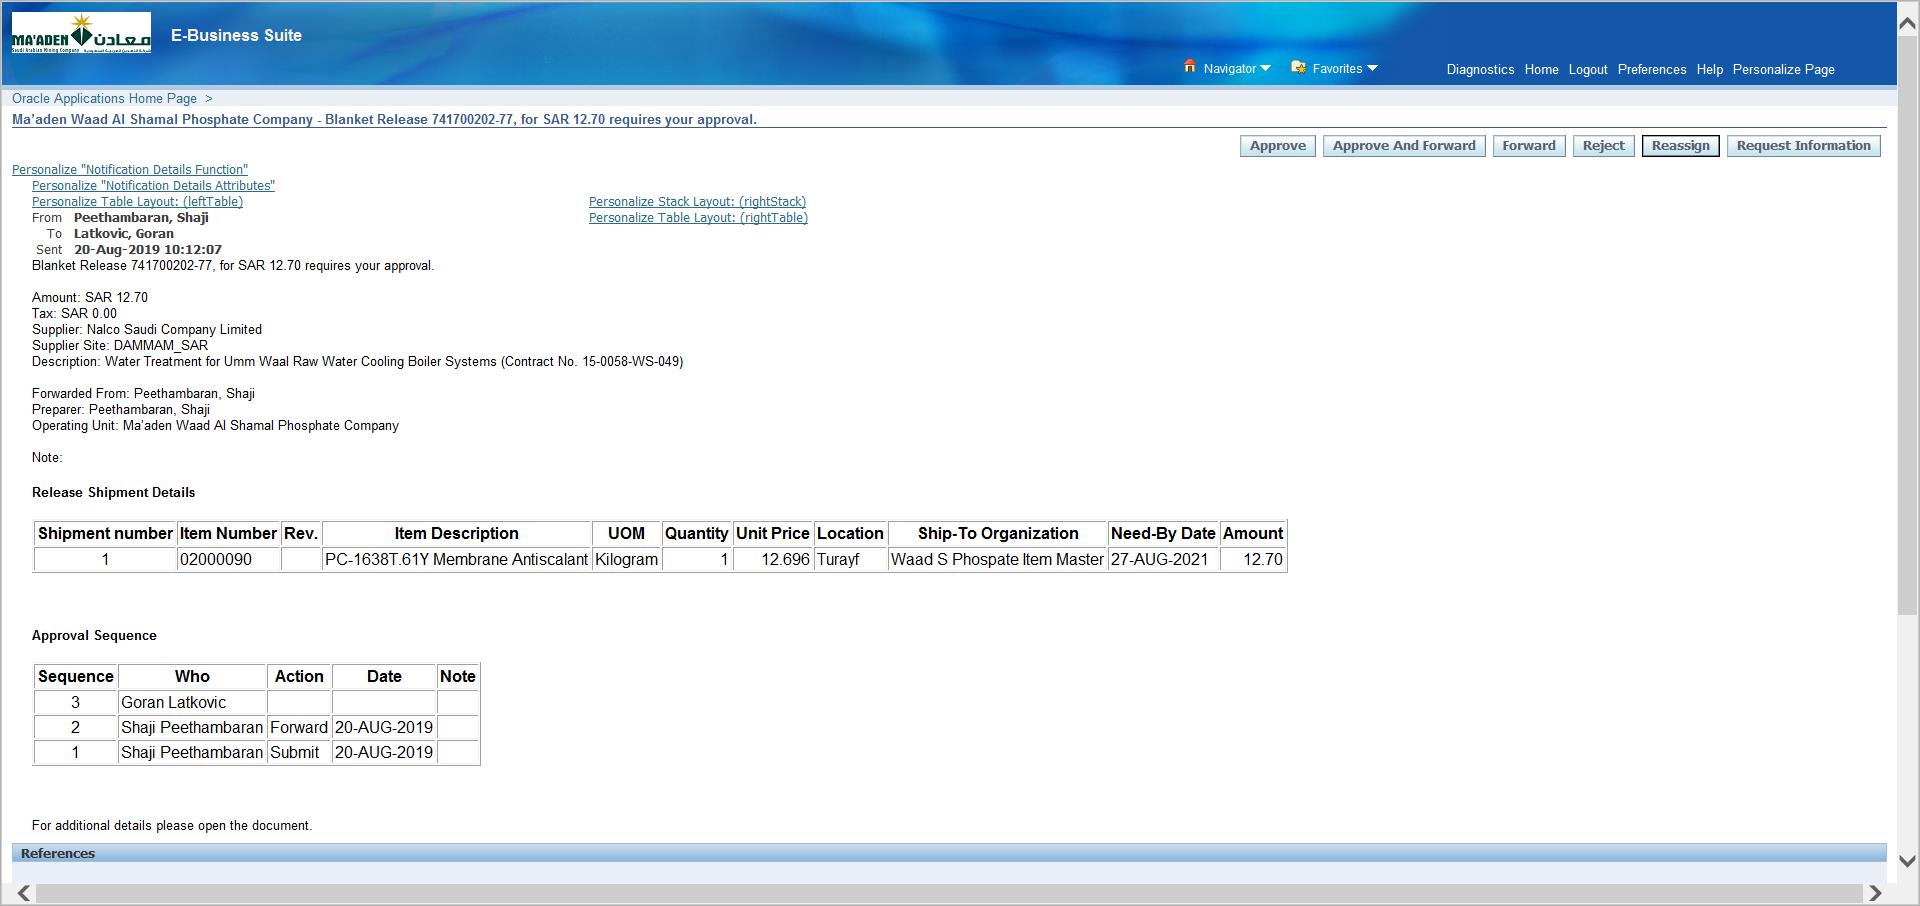 MA'ADEN معادن
Saudi Arabian Mining Company
E-Business Suite
Navigator Favorites Diagnostics Home Logout Preferences Help Personalize Page
Oracle Applications Home Page >
Ma'aden Waad Al Shamal Phosphate Company - Blanket Release 741700202-77, for SAR 12.70 requires your approval.
Approve Approve And Forward Forward Reject Reassign Request Information
Personalize "Notification Details Function"
Personalize "Notification Details Attributes"
Personalize Table Layout: (leftTable) Personalize Stack Layout: (rightStack)
From Peethambaran, Shaji Personalize Table Layout: (rightTable)
To Latkovic, Goran
Sent 20-Aug-2019 10:12:07
Blanket Release 741700202-77, for SAR 12.70 requires your approval.
Amount: SAR 12.70
Tax: SAR 0.00
Supplier: Nalco Saudi Company Limited
Supplier Site: DAMMAM_SAR
Description: Water Treatment for Umm Waal Raw Water Cooling Boiler Systems (Contract No. 15-0058-WS-049)
Forwarded From: Peethambaran, Shaji
Preparer: Peethambaran, Shaji
Operating Unit: Ma'aden Waad Al Shamal Phosphate Company
Note:
Release Shipment Details
Shipment number Item Number Rev. Item Description UOM Quantity Unit Price Location Ship-To Organization Need-By Date Amount
1 02000090 PC-1638T.61Y Membrane Antiscalant Kilogram 1 12.696 Turayf Waad S Phospate Item Master 27-AUG-2021 12.70
Approval Sequence
Sequence Who Action Date Note
3 Goran Latkovic
2 Shaji Peethambaran Forward 20-AUG-2019
1 Shaji Peethambaran Submit 20-AUG-2019
For additional details please open the document.
References